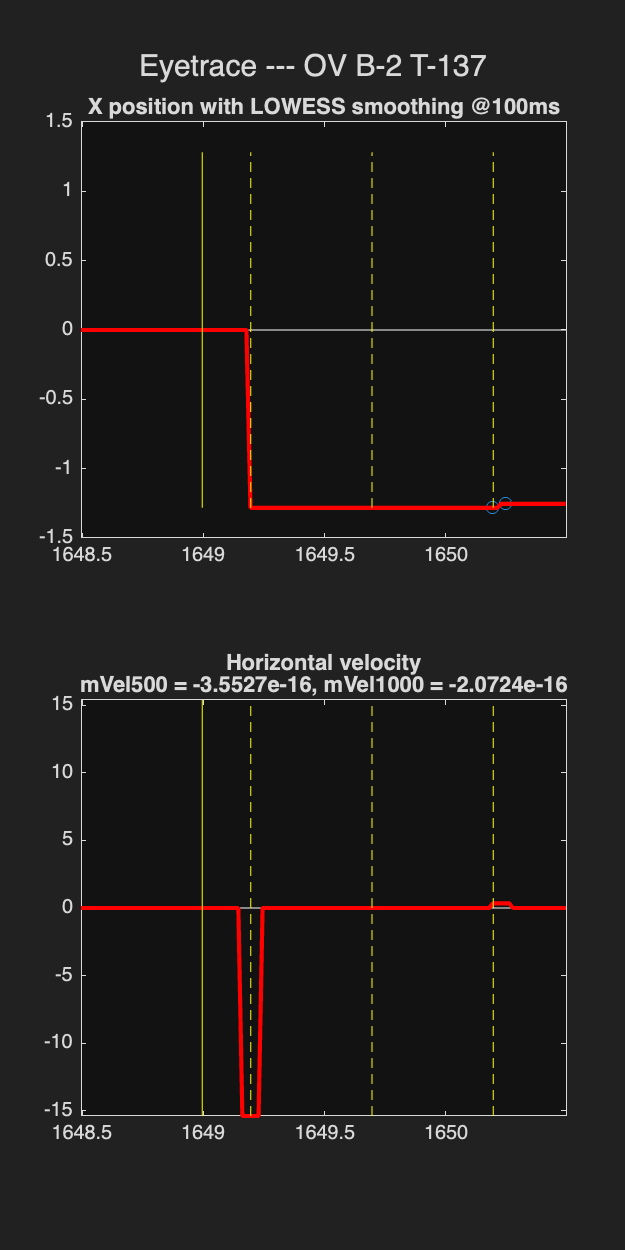 Eyetrace --- OV B-2 T-137
X position with LOWESS smoothing @100ms
1.5
1
0.5
0
-0.5
-1
-1.5
1648.5 1649 1649.5 1650
Horizontal velocity
mVel500 = -3.5527e-16, mVel1000 = -2.0724e-16
15
10
5
0
-5
-10
-15
1648.5 1649 1649.5 1650